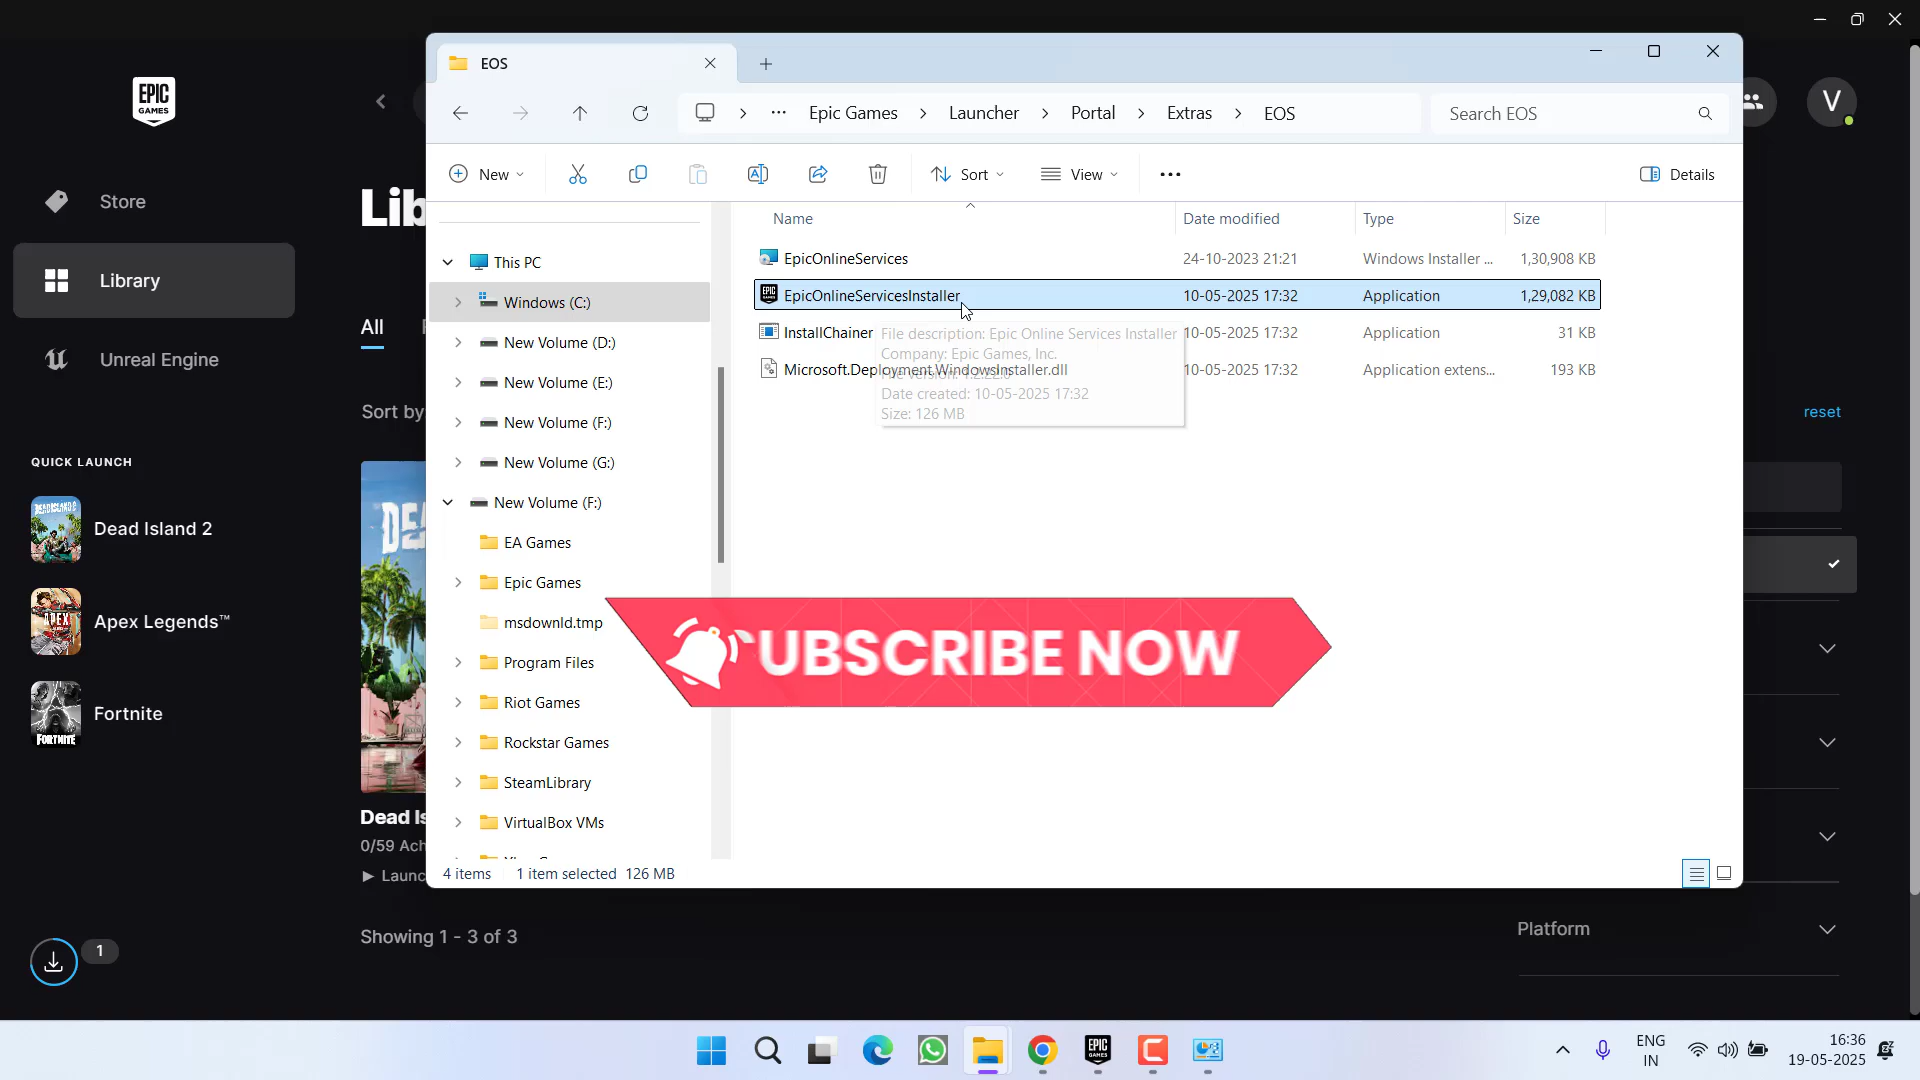 EOS
Epic Games
Launcher
Portal
Extras
EOS
Search EOS
New
Sort
View
Details
Name
Date modified
Type
Size
EpicOnlineServices
24-10-2023 21:21
Windows Installer ...
1,30,908 KB
EpicOnlineServicesInstaller
10-05-2025 17:32
Application
1,29,082 KB
InstallChainer
10-05-2025 17:32
Application
31 KB
Microsoft.Deployment.WindowsInstaller.dll
10-05-2025 17:32
Application extens...
193 KB
File description: Epic Online Services Installer
Company: Epic Games, Inc.
Date created: 10-05-2025 17:32
Size: 126 MB
This PC
Windows (C:)
New Volume (D:)
New Volume (E:)
New Volume (F:)
New Volume (G:)
New Volume (F:)
EA Games
Epic Games
msdownld.tmp
Program Files
Riot Games
Rockstar Games
SteamLibrary
VirtualBox VMs
4 items
1 item selected 126 MB
SUBSCRIBE NOW
EPIC
GAMES
V
Store
Library
Unreal Engine
QUICK LAUNCH
Dead Island 2
Apex Legends™
Fortnite
FORTNITE
APEX
Lib
All
Sort by
reset
Dead Is
0/59 Ach
Launc
Showing 1 - 3 of 3
Platform
1
ENG
IN
16:36
19-05-2025